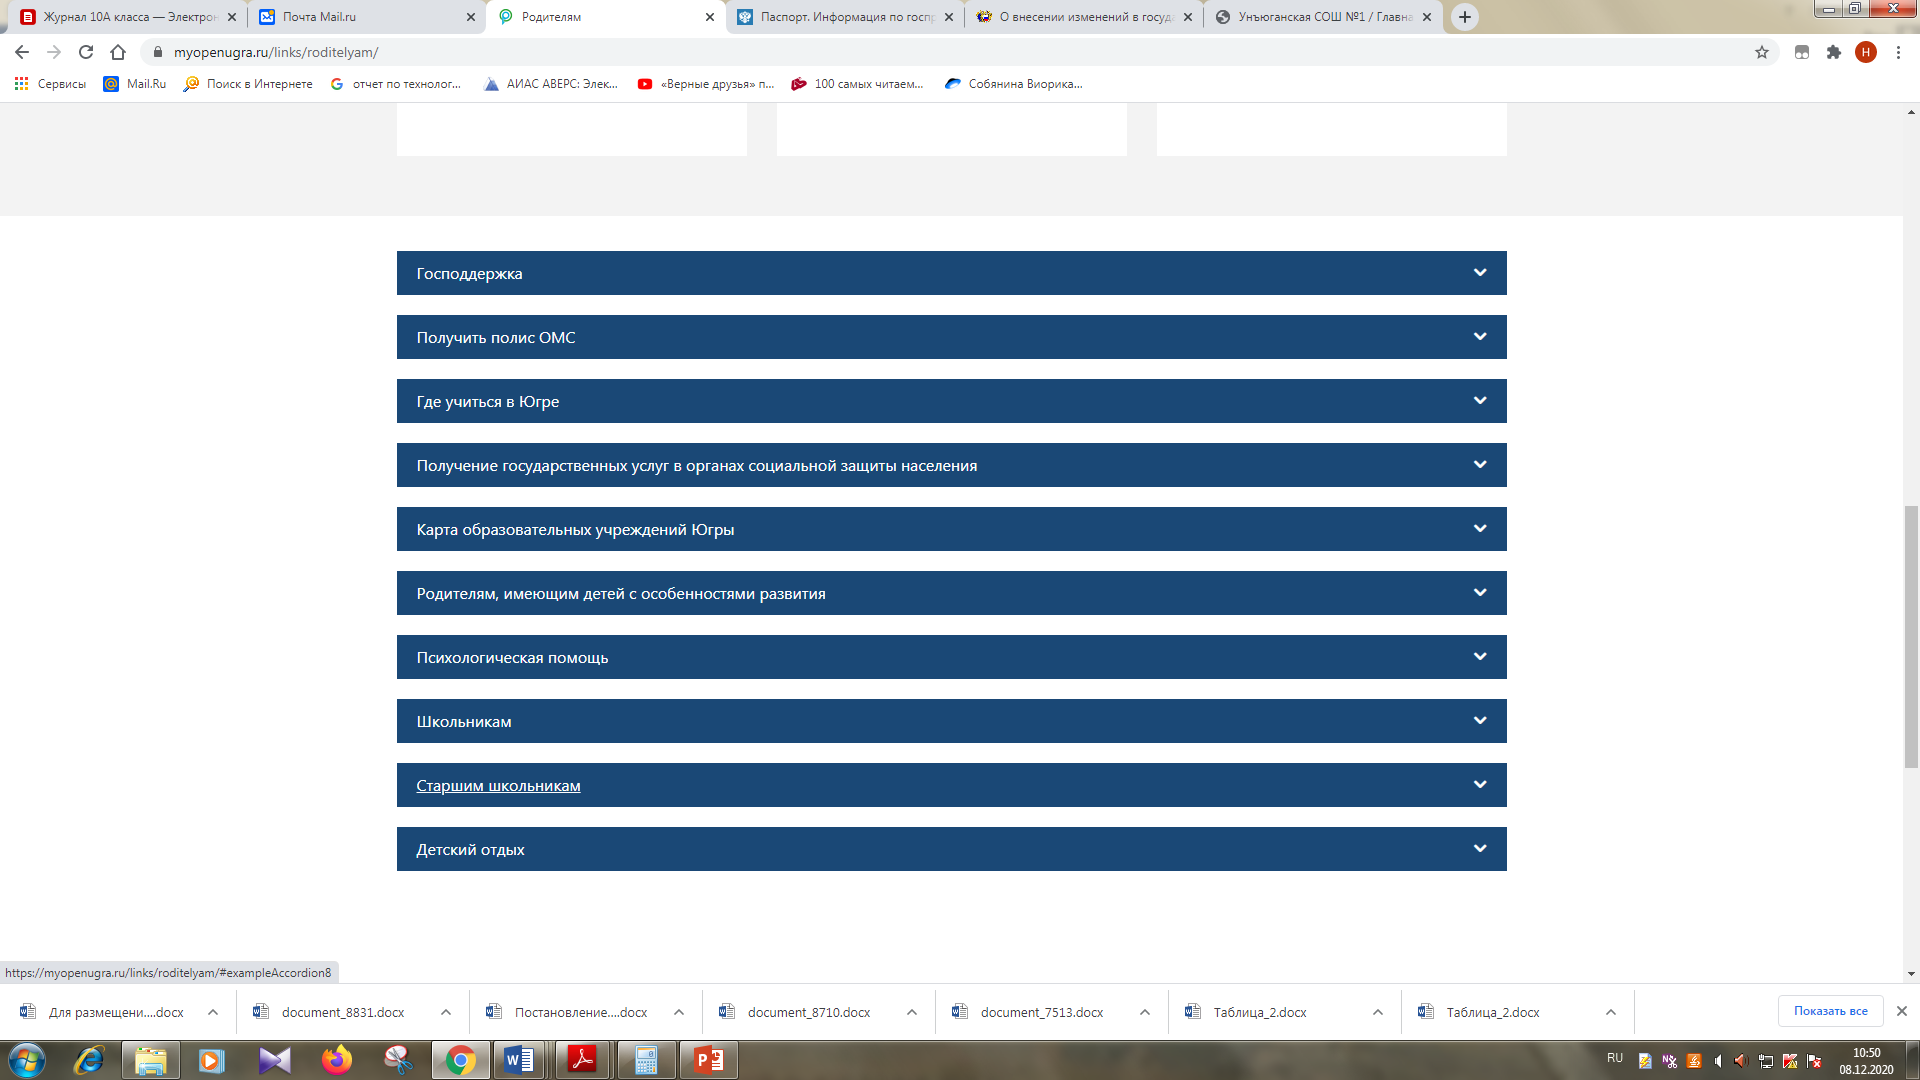 Журнал 10А класса — Электрон
Почта Mail.ru
Родителям
Паспорт. Информация по госпр
О внесении изменений в госуд
Унъюганская СОШ №1 / Главна
myopenugra.ru/links/roditelyam/
H
Сервисы
Mail.Ru
Поиск в Интернете
отчет по технолог...
АИАС АВЕРС: Элек...
«Верные друзья» п...
100 самых читаем...
Собянина Виорика...
Господдержка
Получить полис ОМС
Где учиться в Югре
Получение государственных услуг в органах социальной защиты населения
Карта образовательных учреждений Югры
Родителям, имеющим детей с особенностями развития
Психологическая помощь
Школьникам
Старшим школьникам
Детский отдых
https://myopenugra.ru/links/roditelyam/#exampleAccordion8
Для размещени....docx
document_8831.docx
Постановление....docx
document_8710.docx
document_7513.docx
Таблица_2.docx
Таблица_2.docx
Показать все
RU
10:50
08.12.2020